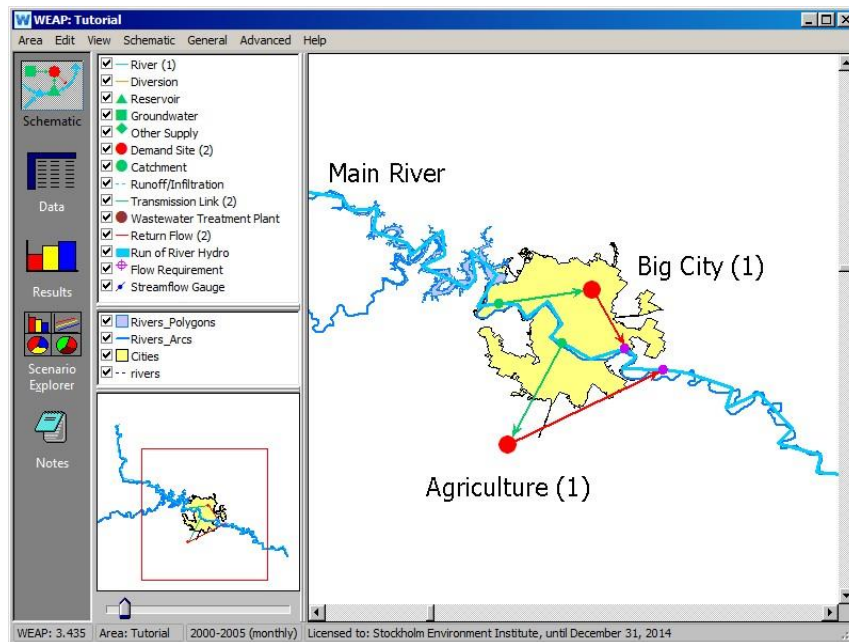 WEAP: Tutorial
Area Edit View Schematic General Advanced Help
Schematic
Data
Results
Scenario
Explorer
Notes
River (1)
Diversion
Reservoir
Groundwater
Other Supply
Demand Site (2)
Catchment
Runoff/Infiltration
Transmission Link (2)
Wastewater Treatment Plant
Return Flow (2)
Run of River Hydro
Flow Requirement
Streamflow Gauge
Rivers_Polygons
Rivers_Arcs
Cities
rivers
Main River
Big City (1)
Agriculture (1)
WEAP: 3.435 Area: Tutorial 2000-2005 (monthly) Licensed to: Stockholm Environment Institute, until December 31, 2014